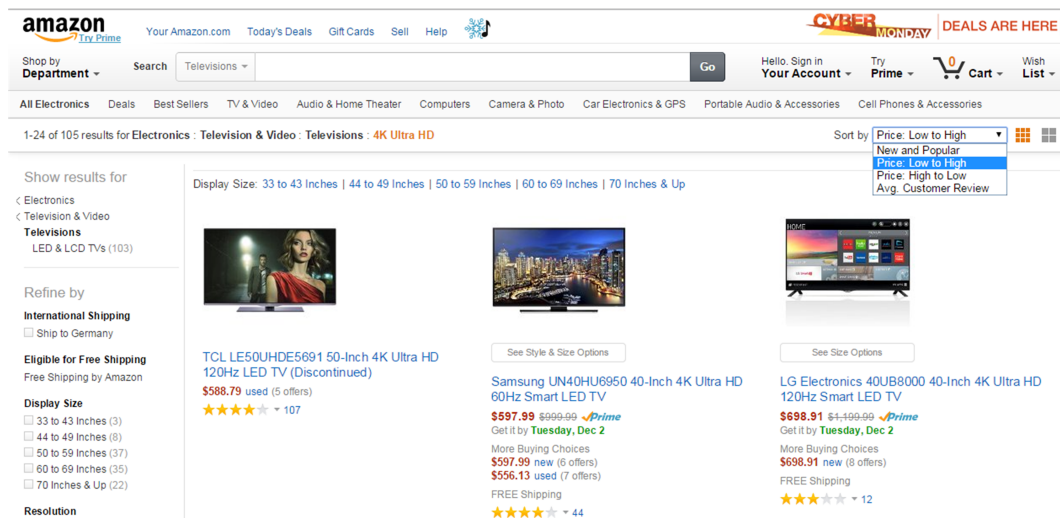 amazon
Try Prime
Your Amazon.com Today's Deals Gift Cards Sell Help
CYBER MONDAY DEALS ARE HERE
Shop by
Department
Search Televisions Go
Hello. Sign in
Your Account
Try
Prime
0
Cart
Wish
List
All Electronics Deals Best Sellers TV & Video Audio & Home Theater Computers Camera & Photo Car Electronics & GPS Portable Audio & Accessories Cell Phones & Accessories
1-24 of 105 results for Electronics : Television & Video : Televisions : 4K Ultra HD
Sort by Price: Low to High
New and Popular
Price: Low to High
Price: High to Low
Avg. Customer Review
Show results for
Electronics
Television & Video
Televisions
LED & LCD TVs (103)
Refine by
International Shipping
Ship to Germany
Eligible for Free Shipping
Free Shipping by Amazon
Display Size
33 to 43 Inches (3)
44 to 49 Inches (8)
50 to 59 Inches (37)
60 to 69 Inches (35)
70 Inches & Up (22)
Resolution
Display Size: 33 to 43 Inches | 44 to 49 Inches | 50 to 59 Inches | 60 to 69 Inches | 70 Inches & Up
TCL LE50UHDE5691 50-Inch 4K Ultra HD
120Hz LED TV (Discontinued)
$588.79 used (5 offers)
107
See Style & Size Options
Samsung UN40HU6950 40-Inch 4K Ultra HD
60Hz Smart LED TV
$597.99 $999.99 Prime
Get it by Tuesday, Dec 2
More Buying Choices
$597.99 new (6 offers)
$556.13 used (7 offers)
FREE Shipping
44
HOME
See Size Options
LG Electronics 40UB8000 40-Inch 4K Ultra HD
120Hz Smart LED TV
$698.91 $1,199.99 Prime
Get it by Tuesday, Dec 2
More Buying Choices
$698.91 new (8 offers)
FREE Shipping
12